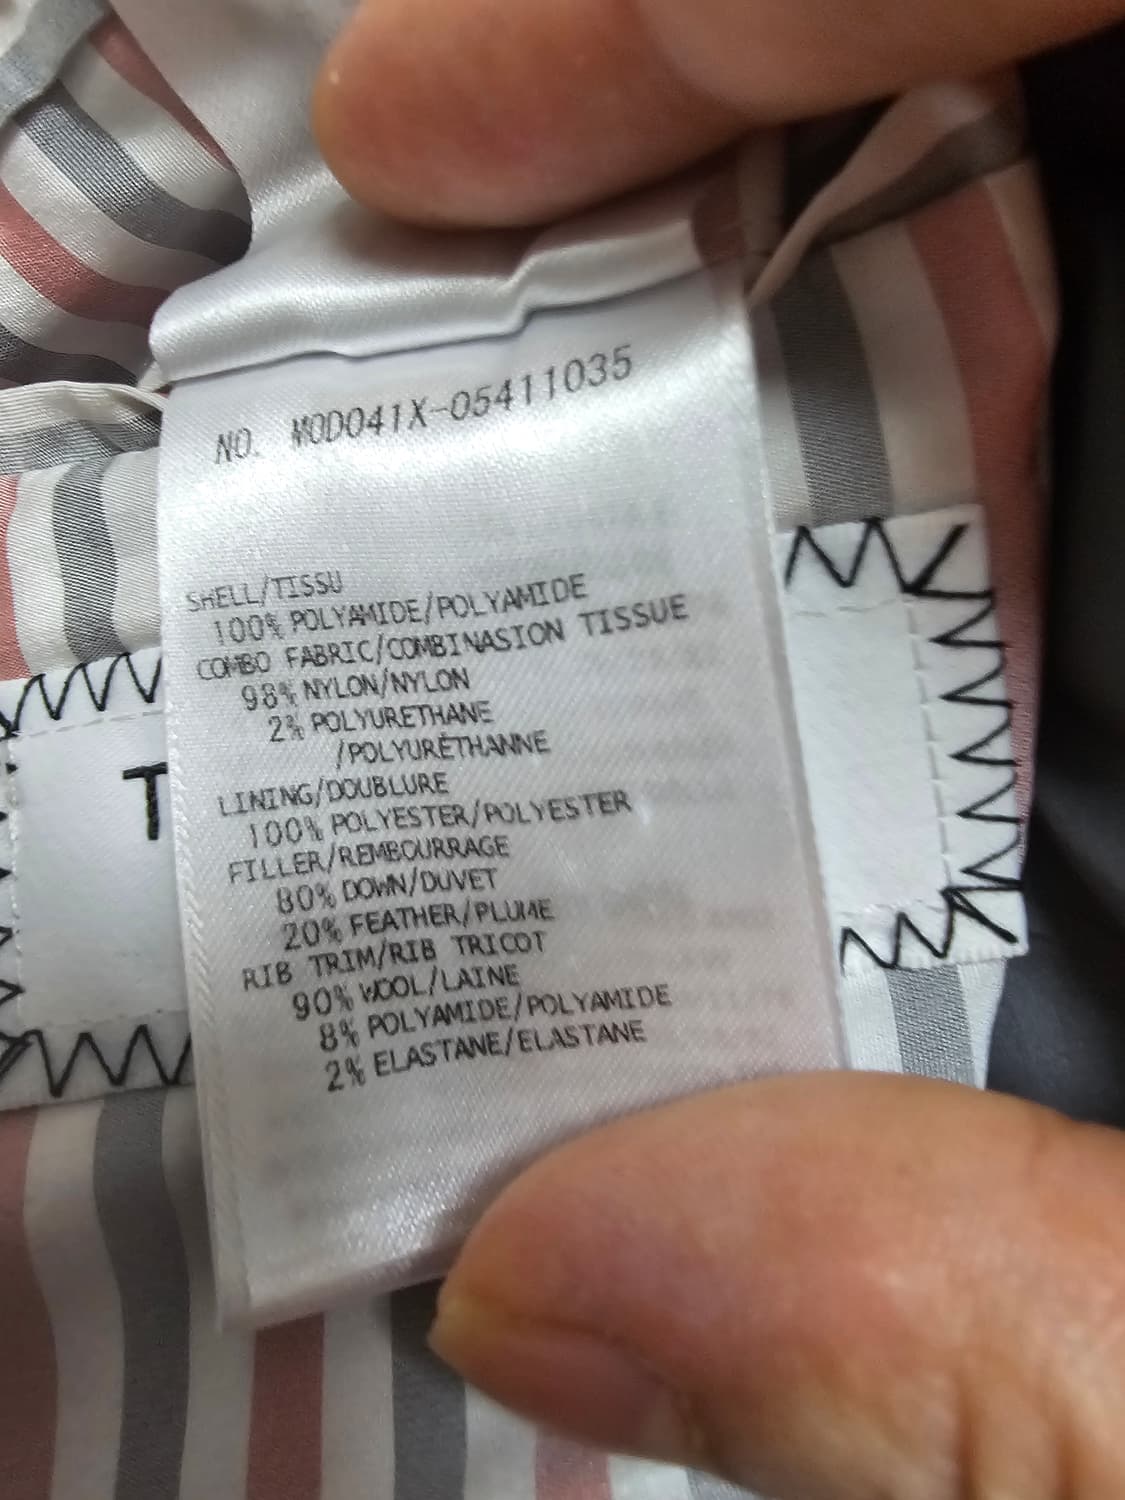 NO. MOD041X-05411035
SHELL/TISSU
100% POLYAMIDE/POLYAMIDE
COMBO FABRIC/COMBINASION TISSUE
98% NYLON/NYLON
2% POLYURETHANE
/POLYURÉTHANNE
LINING/DOUBLURE
100% POLYESTER/POLYESTER
FILLER/REMBOURRAGE
80% DOWN/DUVET
20% FEATHER/PLUME
RIB TRIM/RIB TRICOT
90% WOOL/LAINE
8% POLYAMIDE/POLYAMIDE
2% ELASTANE/ELASTANE
T